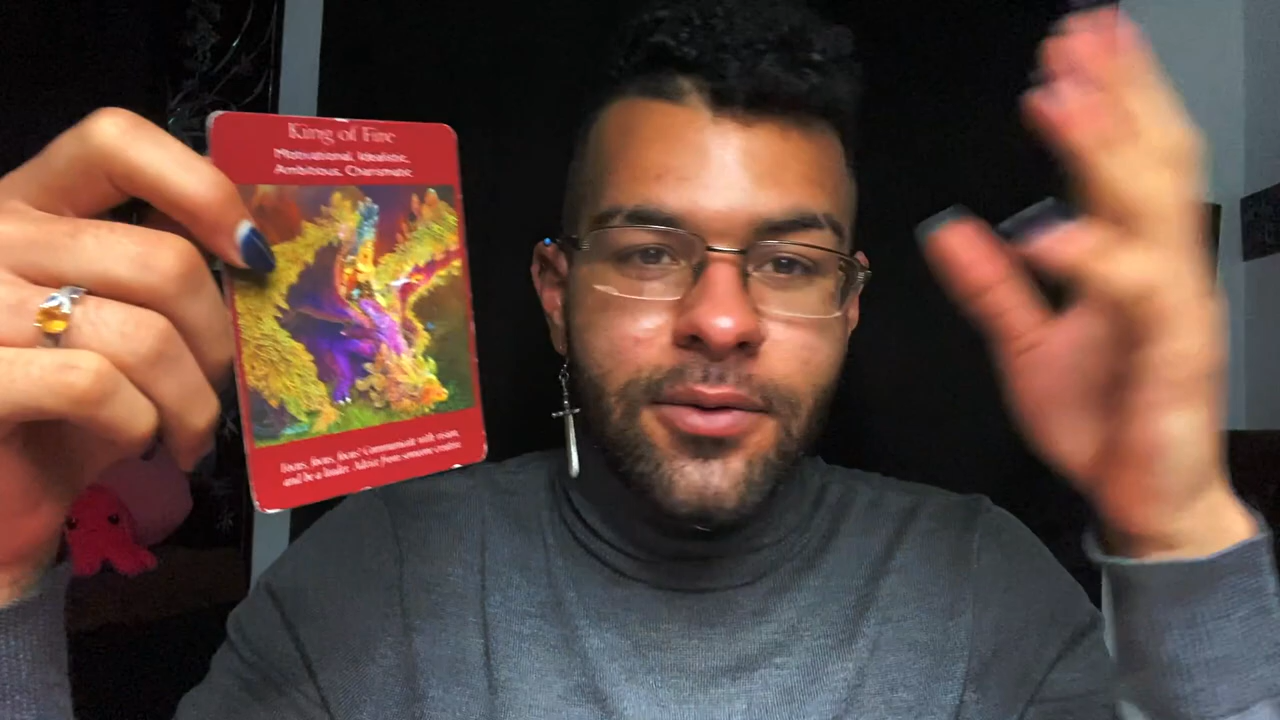 King of Fire
Motivational, Idealistic,
Ambitious, Charismatic
Focus, focus, focus! Communicate with vision,
and be a leader. Advice from someone creative.